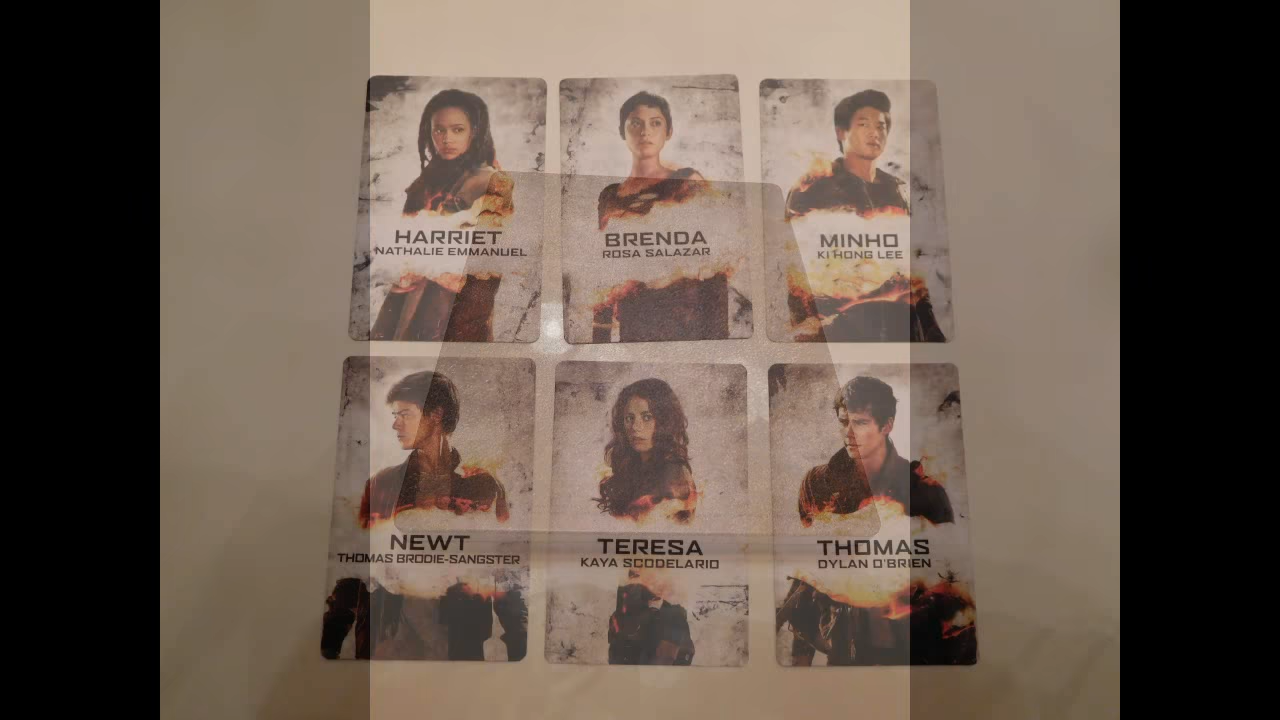 HARRIET
NATHALIE EMMANUEL
BRENDA
ROSA SALAZAR
MINHO
KI HONG LEE
NEWT
THOMAS BRODIE-SANGSTER
TERESA
KAYA SCODELARIO
THOMAS
DYLAN O'BRIEN